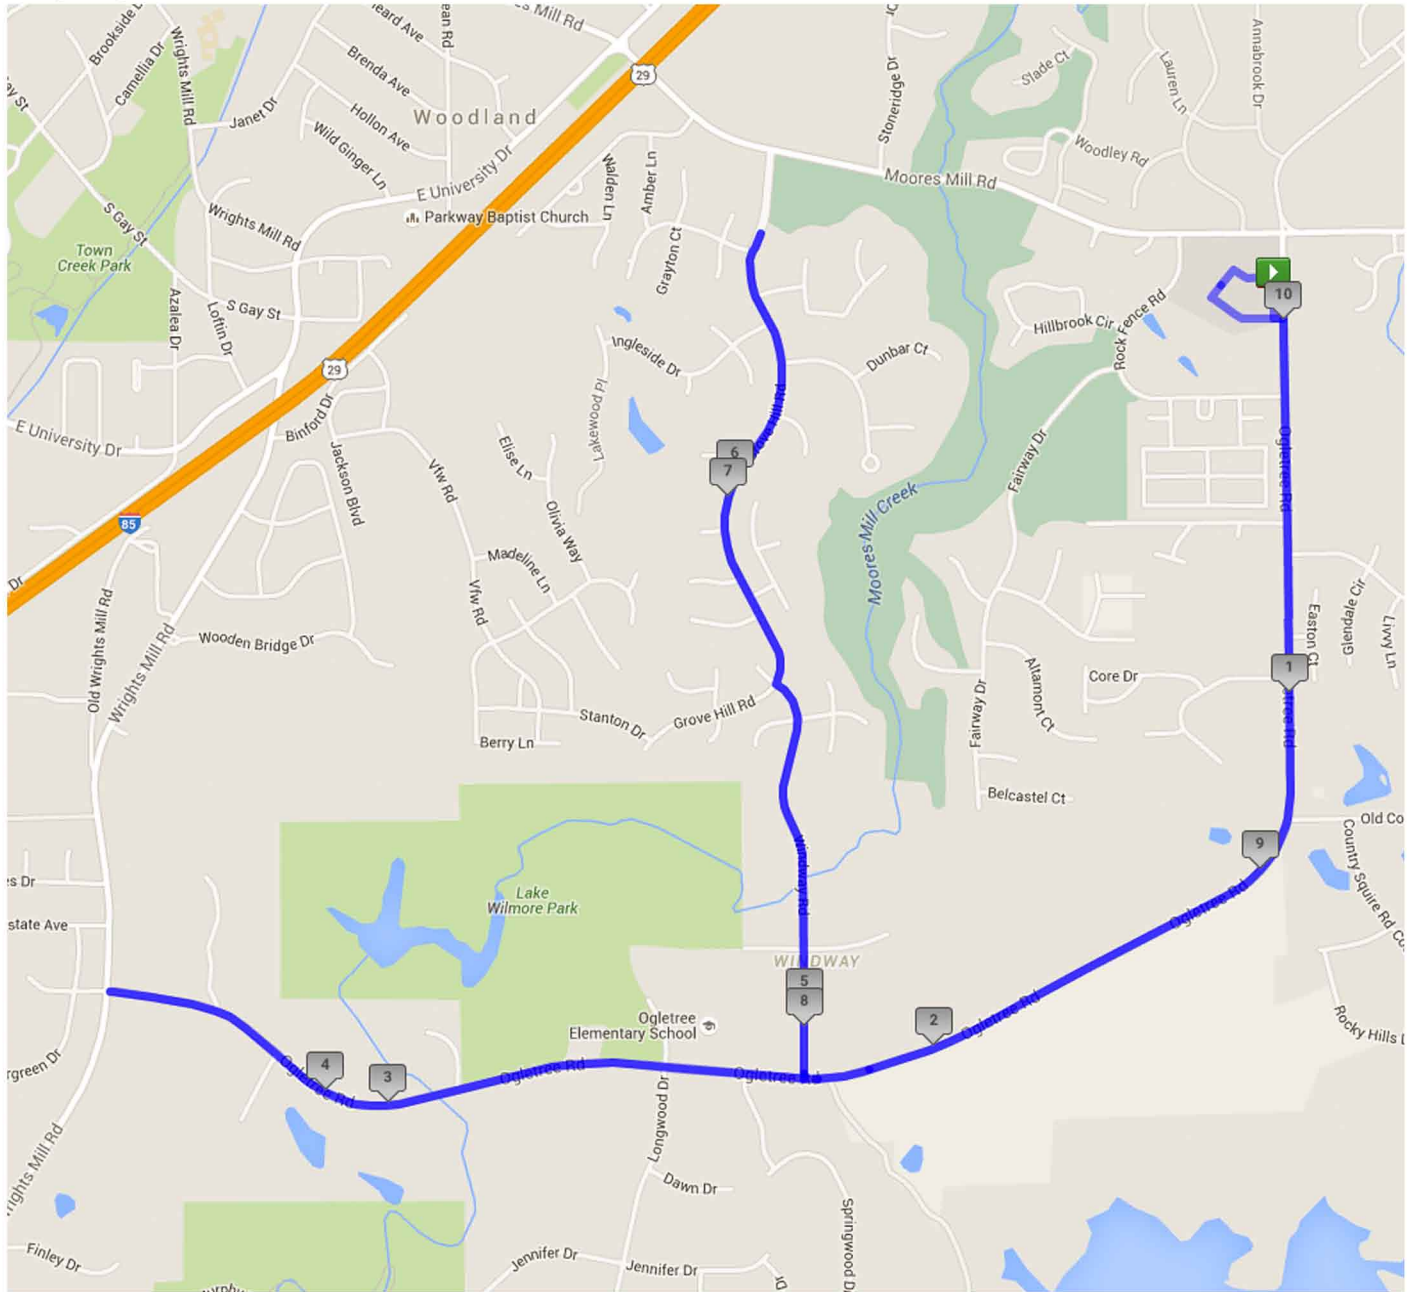 Brookside
Camellia Dr
Wrights Mill Rd
Janet Dr
Brenda Ave
Hollon Ave
Wild Ginger Ln
Woodland
29
E University Dr
Parkway Baptist Church
Walden Ln
Amber Ln
Grayton Ct
Stoneridge Dr
Slade Ct
Lauren Ln
Annabrook Dr
Woodley Rd
Moores Mill Rd
S Gay St
Wrights Mill Rd
Town
Creek Park
Azalea Dr
Loftin Dr
S Gay St
29
Binford Dr
E University Dr
Jackson Blvd
85
Ingleside Dr
Lakewood Pl
Dunbar Ct
Hillbrook Cir
Rock Fence Rd
10
Elise Ln
Vfw Rd
Olivia Way
Madeline Ln
Vfw Rd
6
7
Moores Mill Creek
Fairway Dr
Ogletree Rd
Easton Ct
Glendale Cir
Livvy Ln
Old Wrights Mill Rd
Wrights Mill Rd
Wooden Bridge Dr
Stanton Dr
Grove Hill Rd
Berry Ln
Fairway Dr
Altamont Ct
Core Dr
1
Belcastel Ct
Old Co
9
Country Squire Rd
Windway Rd
Ogletree Rd
Lake
Wilmore Park
WINDWAY
5
8
Ogletree
Elementary School
2
Ogletree Rd
Rocky Hills
4
3
Ogletree Rd
Ogletree Rd
Ogletree Rd
Longwood Dr
Dawn Dr
Springwood D
Finley Dr
Jennifer Dr
Jennifer Dr
Dr